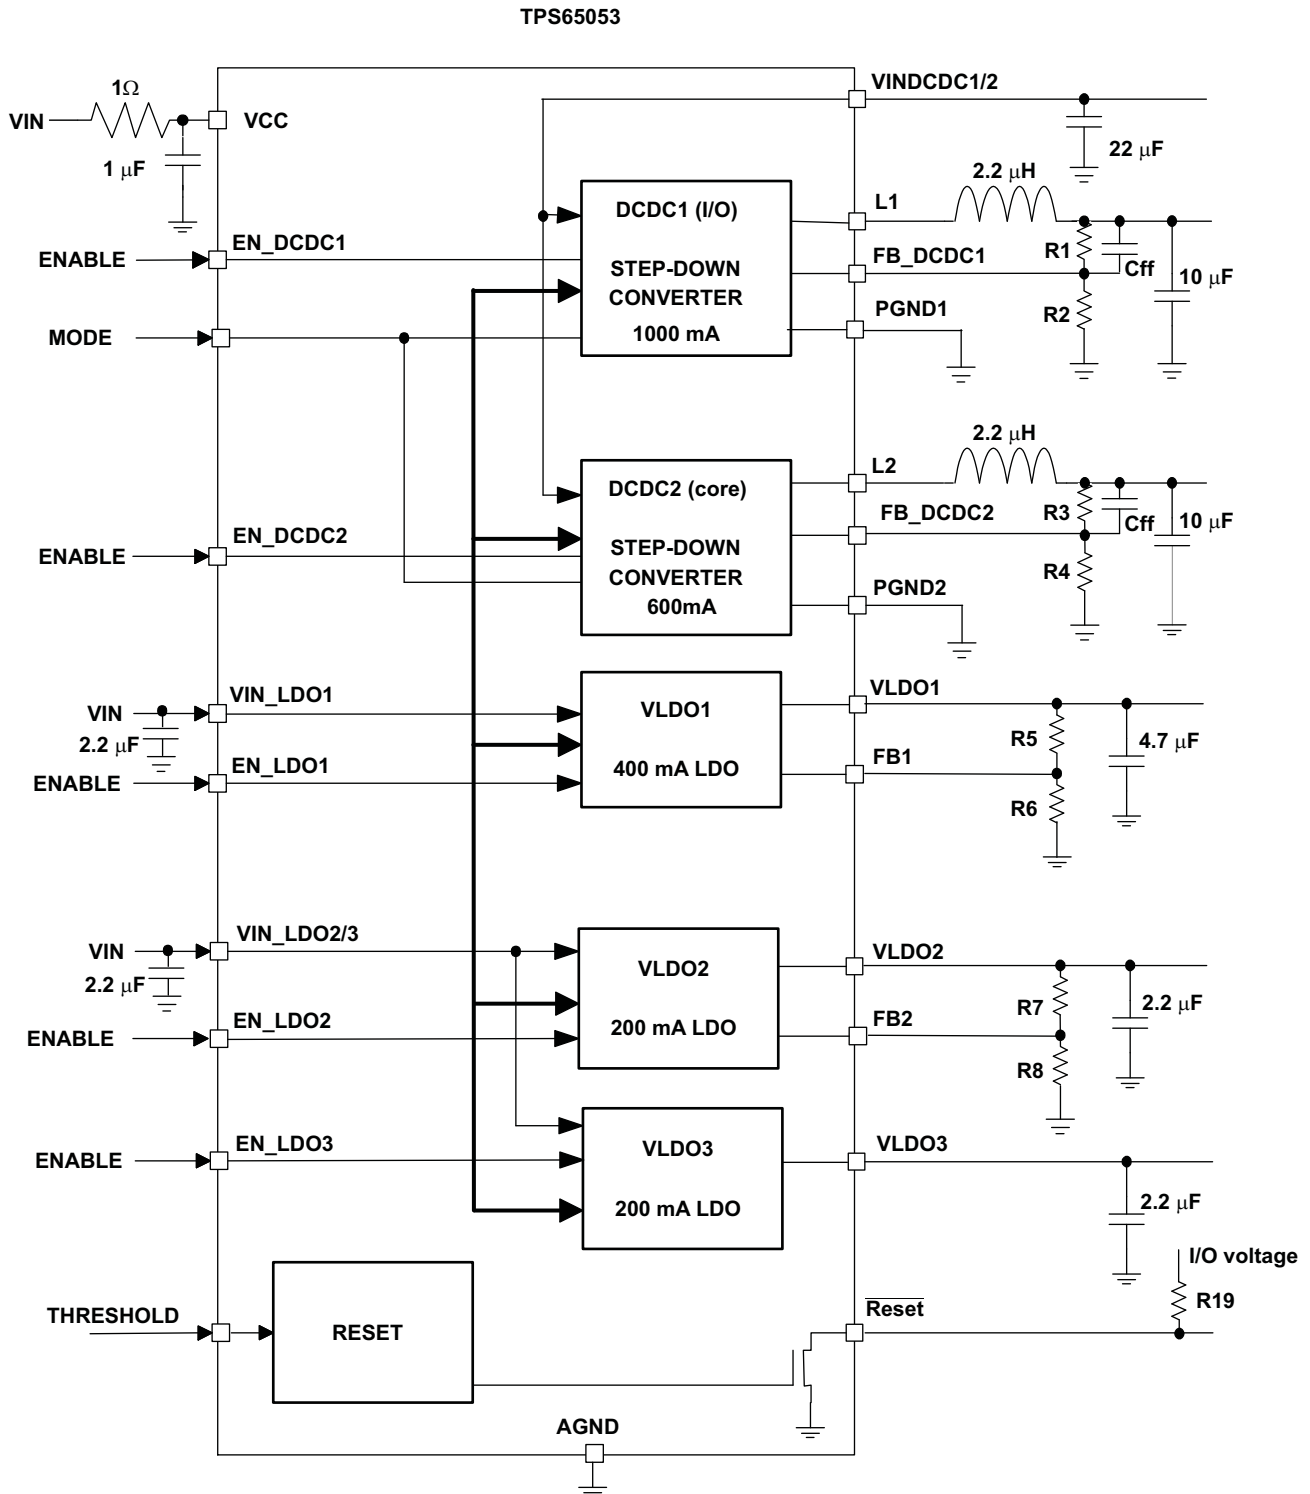 TPS65053
VINDCDC1/2
1Ω
VIN
VCC
1 μF
22 μF
2.2 μH
DCDC1 (I/O)
STEP-DOWN
CONVERTER
1000 mA
L1
EN_DCDC1
ENABLE
FB_DCDC1
R1
Cff
10 μF
R2
PGND1
MODE
2.2 μH
L2
DCDC2 (core)
STEP-DOWN
CONVERTER
600mA
FB_DCDC2
R3
Cff
10 μF
R4
EN_DCDC2
ENABLE
PGND2
VIN_LDO1
VIN
2.2 μF
EN_LDO1
ENABLE
VLDO1
400 mA LDO
VLDO1
R5
4.7 μF
FB1
R6
VIN_LDO2/3
VIN
2.2 μF
EN_LDO2
ENABLE
VLDO2
200 mA LDO
VLDO2
R7
2.2 μF
FB2
R8
EN_LDO3
ENABLE
VLDO3
200 mA LDO
VLDO3
2.2 μF
I/O voltage
R19
THRESHOLD
RESET
Reset
AGND